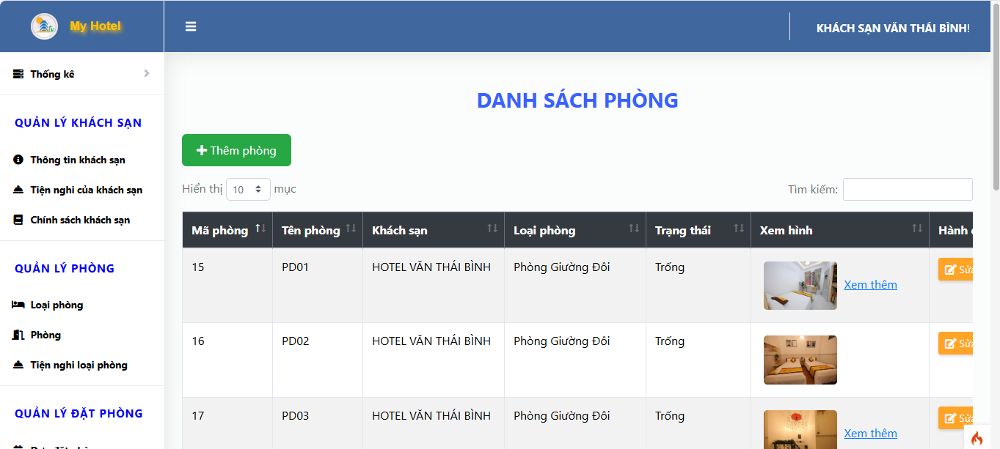 My Hotel
KHÁCH SẠN VĂN THÁI BÌNH!
Thống kê
QUẢN LÝ KHÁCH SẠN
Thông tin khách sạn
Tiện nghi của khách sạn
Chính sách khách sạn
QUẢN LÝ PHÒNG
Loại phòng
Phòng
Tiện nghi loại phòng
QUẢN LÝ ĐẶT PHÒNG
DANH SÁCH PHÒNG
Thêm phòng
Hiển thị 10 mục
Tìm kiếm:
Mã phòng Tên phòng Khách sạn Loại phòng Trạng thái Xem hình Hành
15 PD01 HOTEL VĂN THÁI BÌNH Phòng Giường Đôi Trống Xem thêm Sửa
16 PD02 HOTEL VĂN THÁI BÌNH Phòng Giường Đôi Trống Sửa
17 PD03 HOTEL VĂN THÁI BÌNH Phòng Giường Đôi Trống Xem thêm Sửa